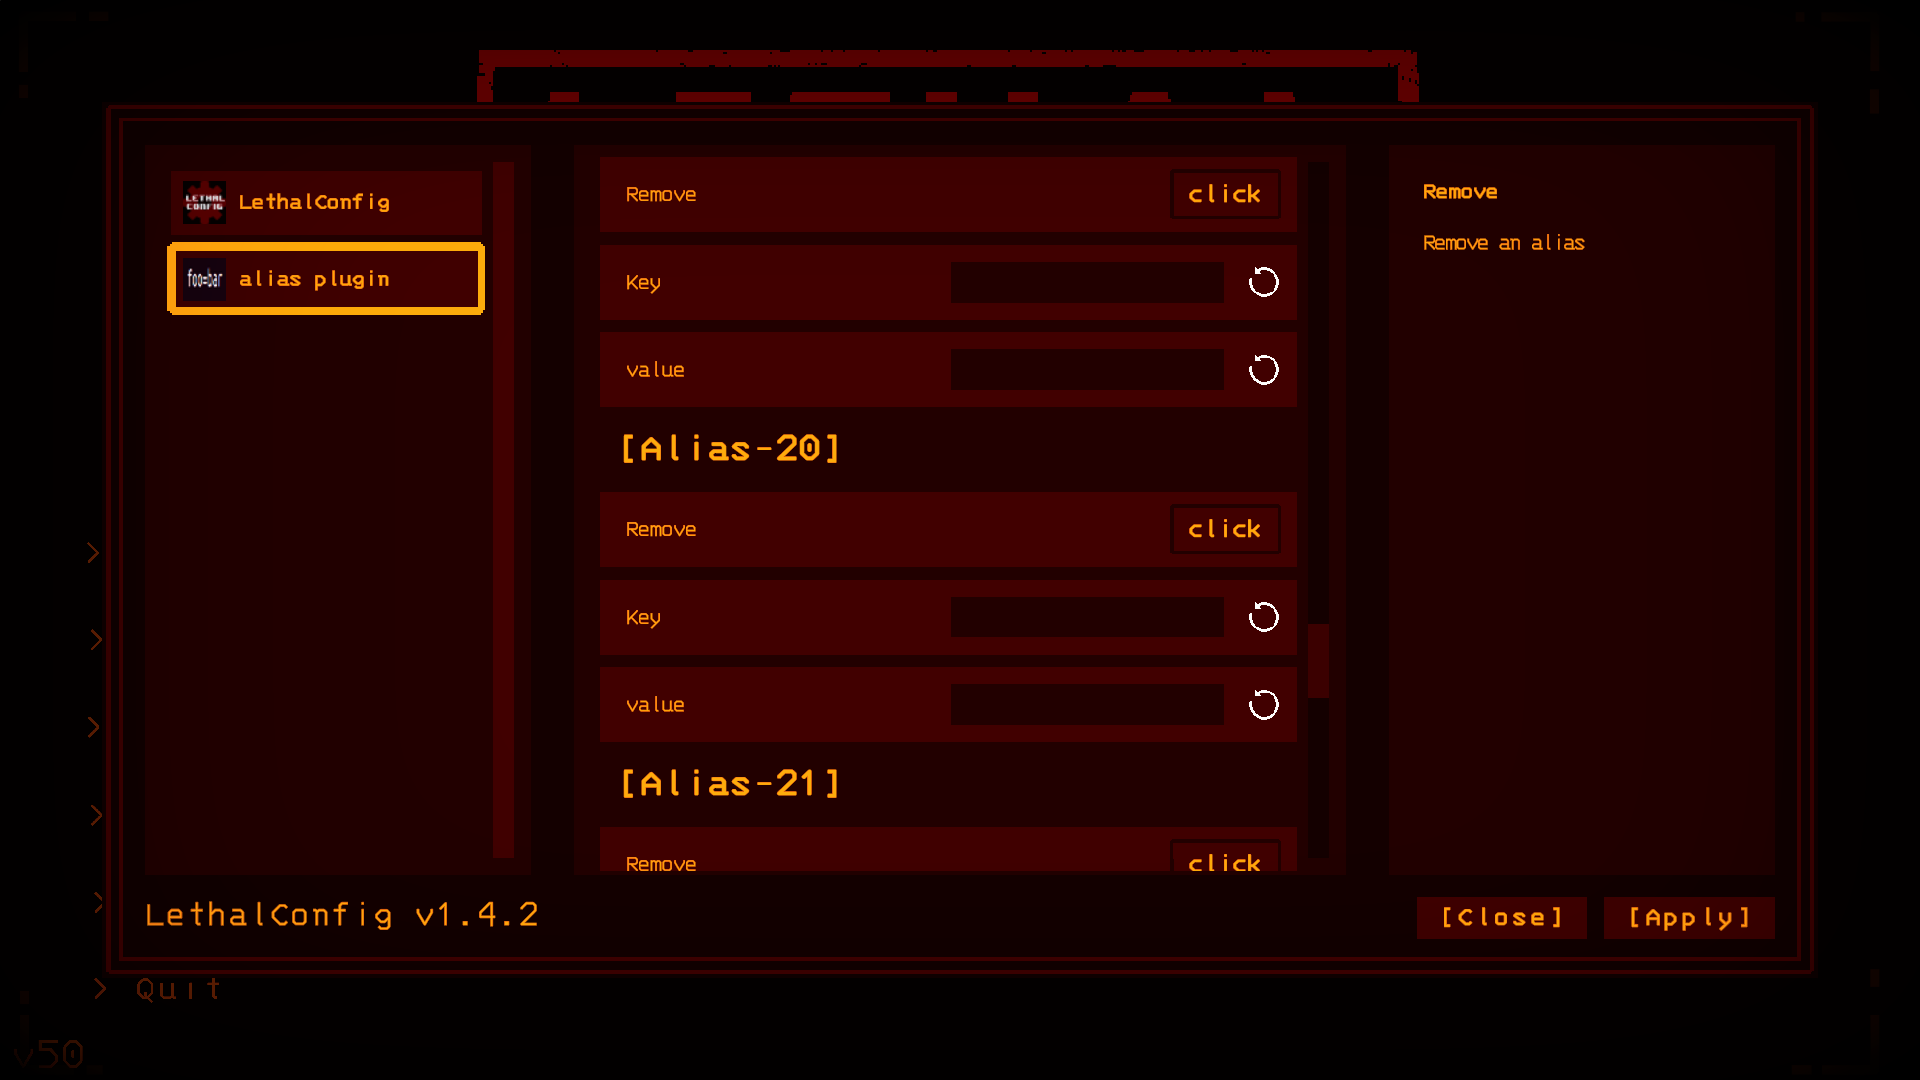 LETHAL
CONFIG
LethalConfig
foo=bar
alias plugin
Remove
click
Key
value
[Alias-20]
Remove
click
Key
value
[Alias-21]
Remove
click
Remove
Remove an alias
LethalConfig v1.4.2
[Close]
[Apply]
> Quit
v50